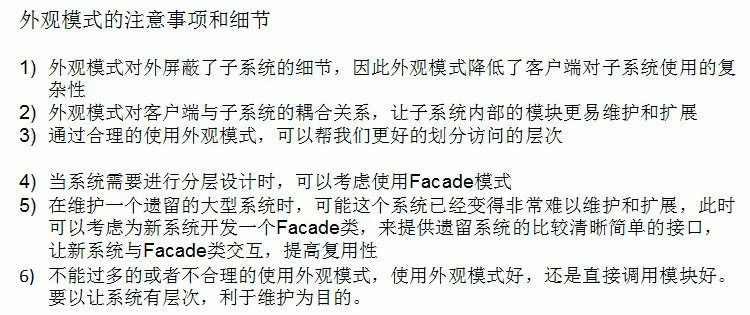 外观模式的注意事项和细节
1) 外观模式对外屏蔽了子系统的细节，因此外观模式降低了客户端对子系统使用的复
杂性
2) 外观模式对客户端与子系统的耦合关系，让子系统内部的模块更易维护和扩展
3) 通过合理的使用外观模式，可以帮我们更好的划分访问的层次
4) 当系统需要进行分层设计时，可以考虑使用Facade模式
5) 在维护一个遗留的大型系统时，可能这个系统已经变得非常难以维护和扩展，此时
可以考虑为新系统开发一个Facade类，来提供遗留系统的比较清晰简单的接口，
让新系统与Facade类交互，提高复用性
6) 不能过多的或者不合理的使用外观模式，使用外观模式好，还是直接调用模块好。
要以让系统有层次，利于维护为目的。